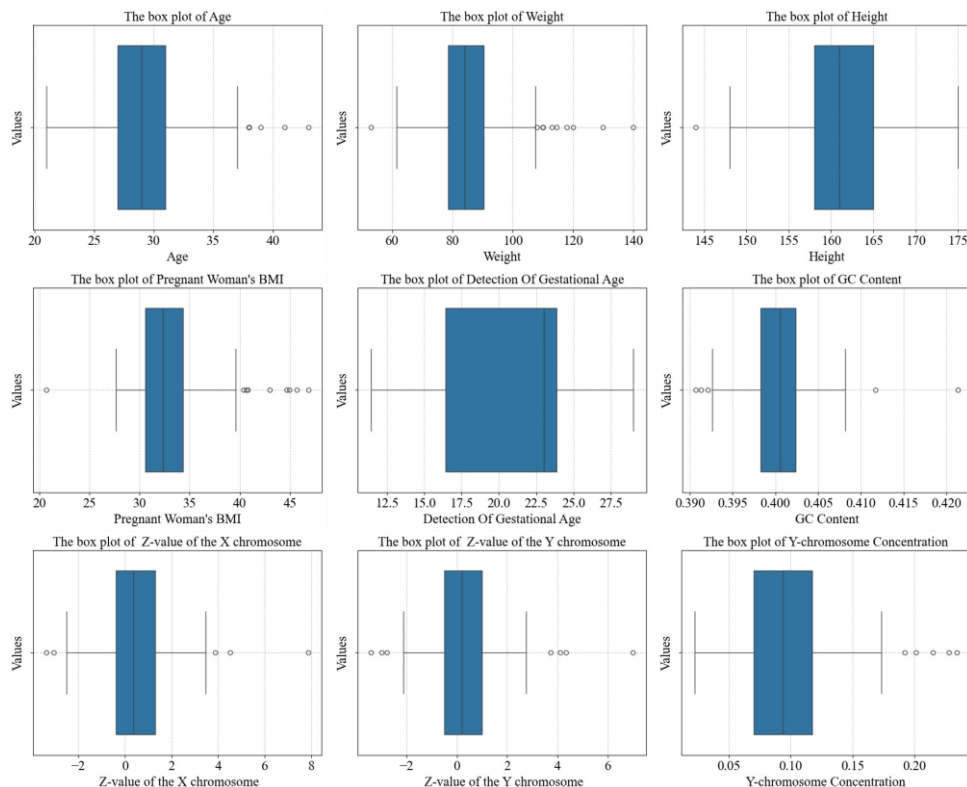 The box plot of Age
Values
20 25 30 35 40
Age
The box plot of Weight
Values
60 80 100 120 140
Weight
The box plot of Height
Values
145 150 155 160 165 170 175
Height
The box plot of Pregnant Woman's BMI
Values
20 25 30 35 40 45
Pregnant Woman's BMI
The box plot of Detection Of Gestational Age
Values
12.5 15.0 17.5 20.0 22.5 25.0 27.5
Detection Of Gestational Age
The box plot of GC Content
Values
0.390 0.395 0.400 0.405 0.410 0.415 0.420
GC Content
The box plot of Z-value of the X chromosome
Values
−2 0 2 4 6 8
Z-value of the X chromosome
The box plot of Z-value of the Y chromosome
Values
−2 0 2 4 6
Z-value of the Y chromosome
The box plot of Y-chromosome Concentration
Values
0.05 0.10 0.15 0.20
Y-chromosome Concentration